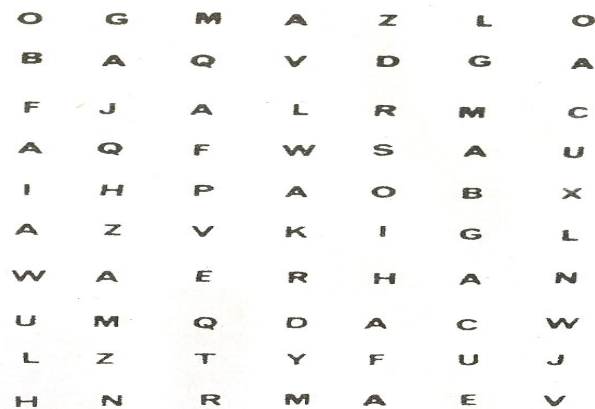 O G M A Z L O
B A Q V D G A
F J A L R M C
A Q F W S A U
I H P A O B X
A Z V K I G L
W A E R H A N
U M Q D A C W
L Z T Y F U J
H N R M A E V